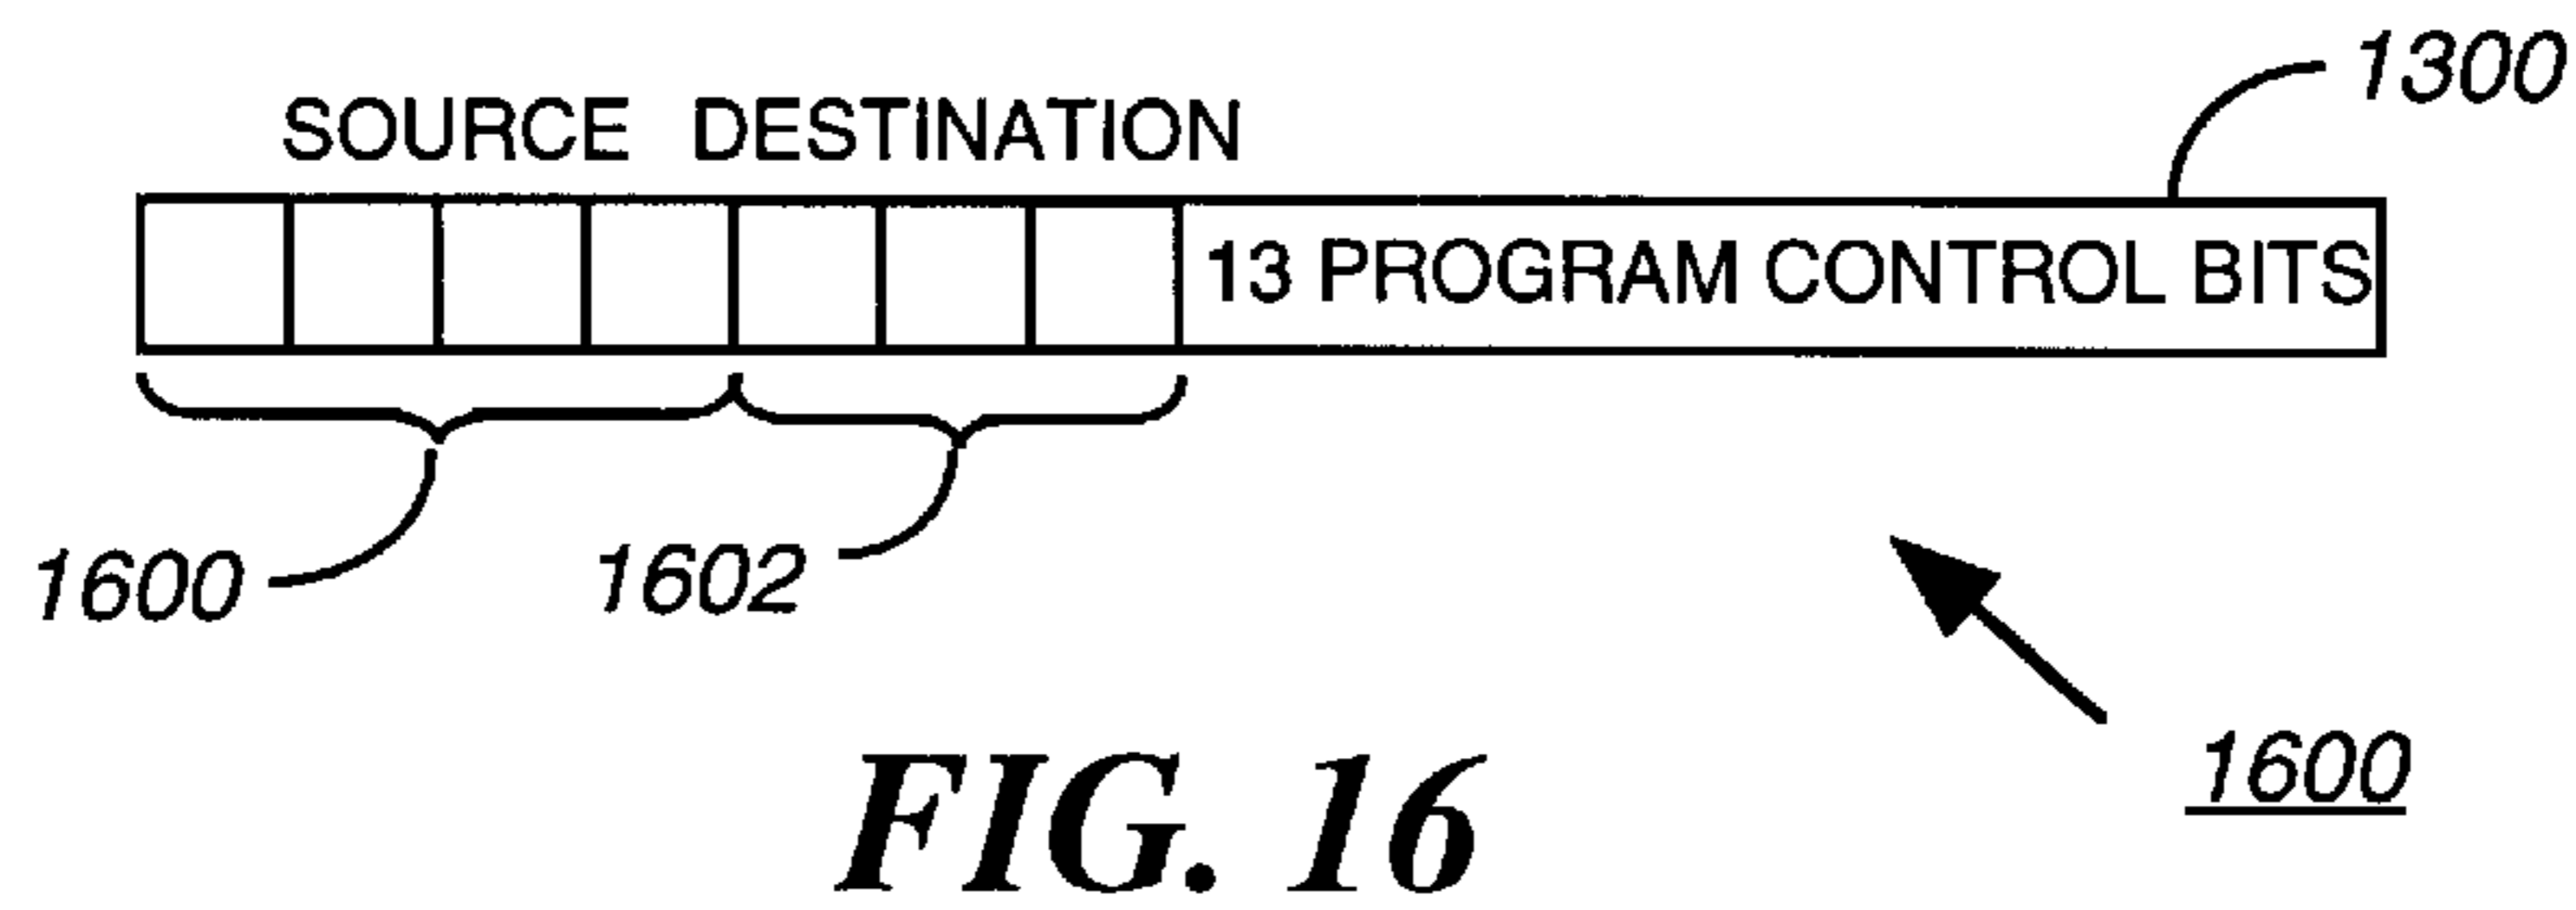 1300
SOURCE DESTINATION
13 PROGRAM CONTROL BITS
1600 1602
1600
FIG. 16